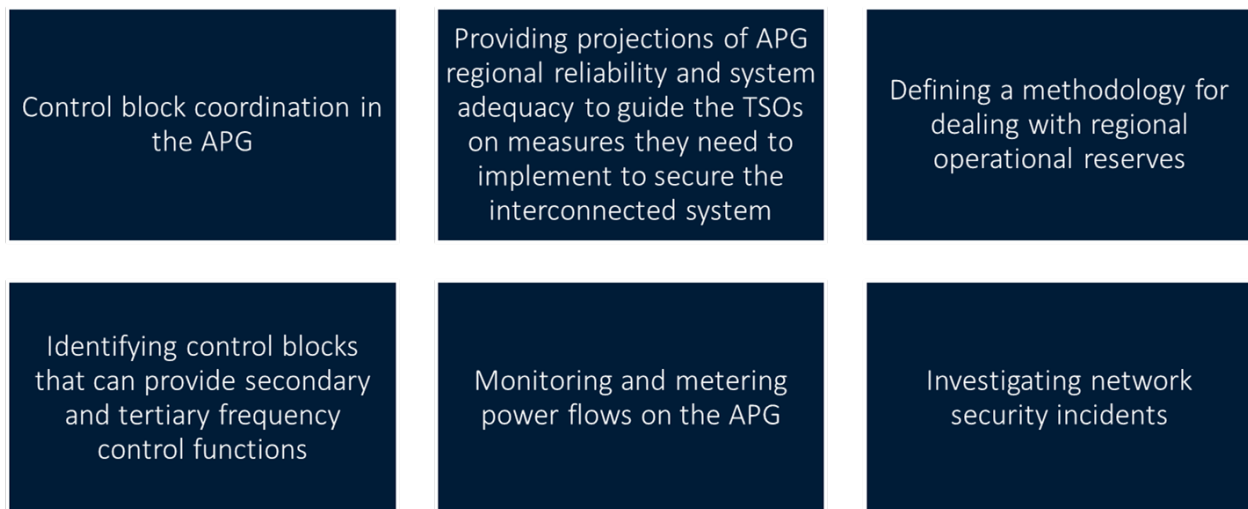 Control block coordination in
the APG
Providing projections of APG
regional reliability and system
adequacy to guide the TSOs
on measures they need to
implement to secure the
interconnected system
Defining a methodology for
dealing with regional
operational reserves
Identifying control blocks
that can provide secondary
and tertiary frequency
control functions
Monitoring and metering
power flows on the APG
Investigating network
security incidents